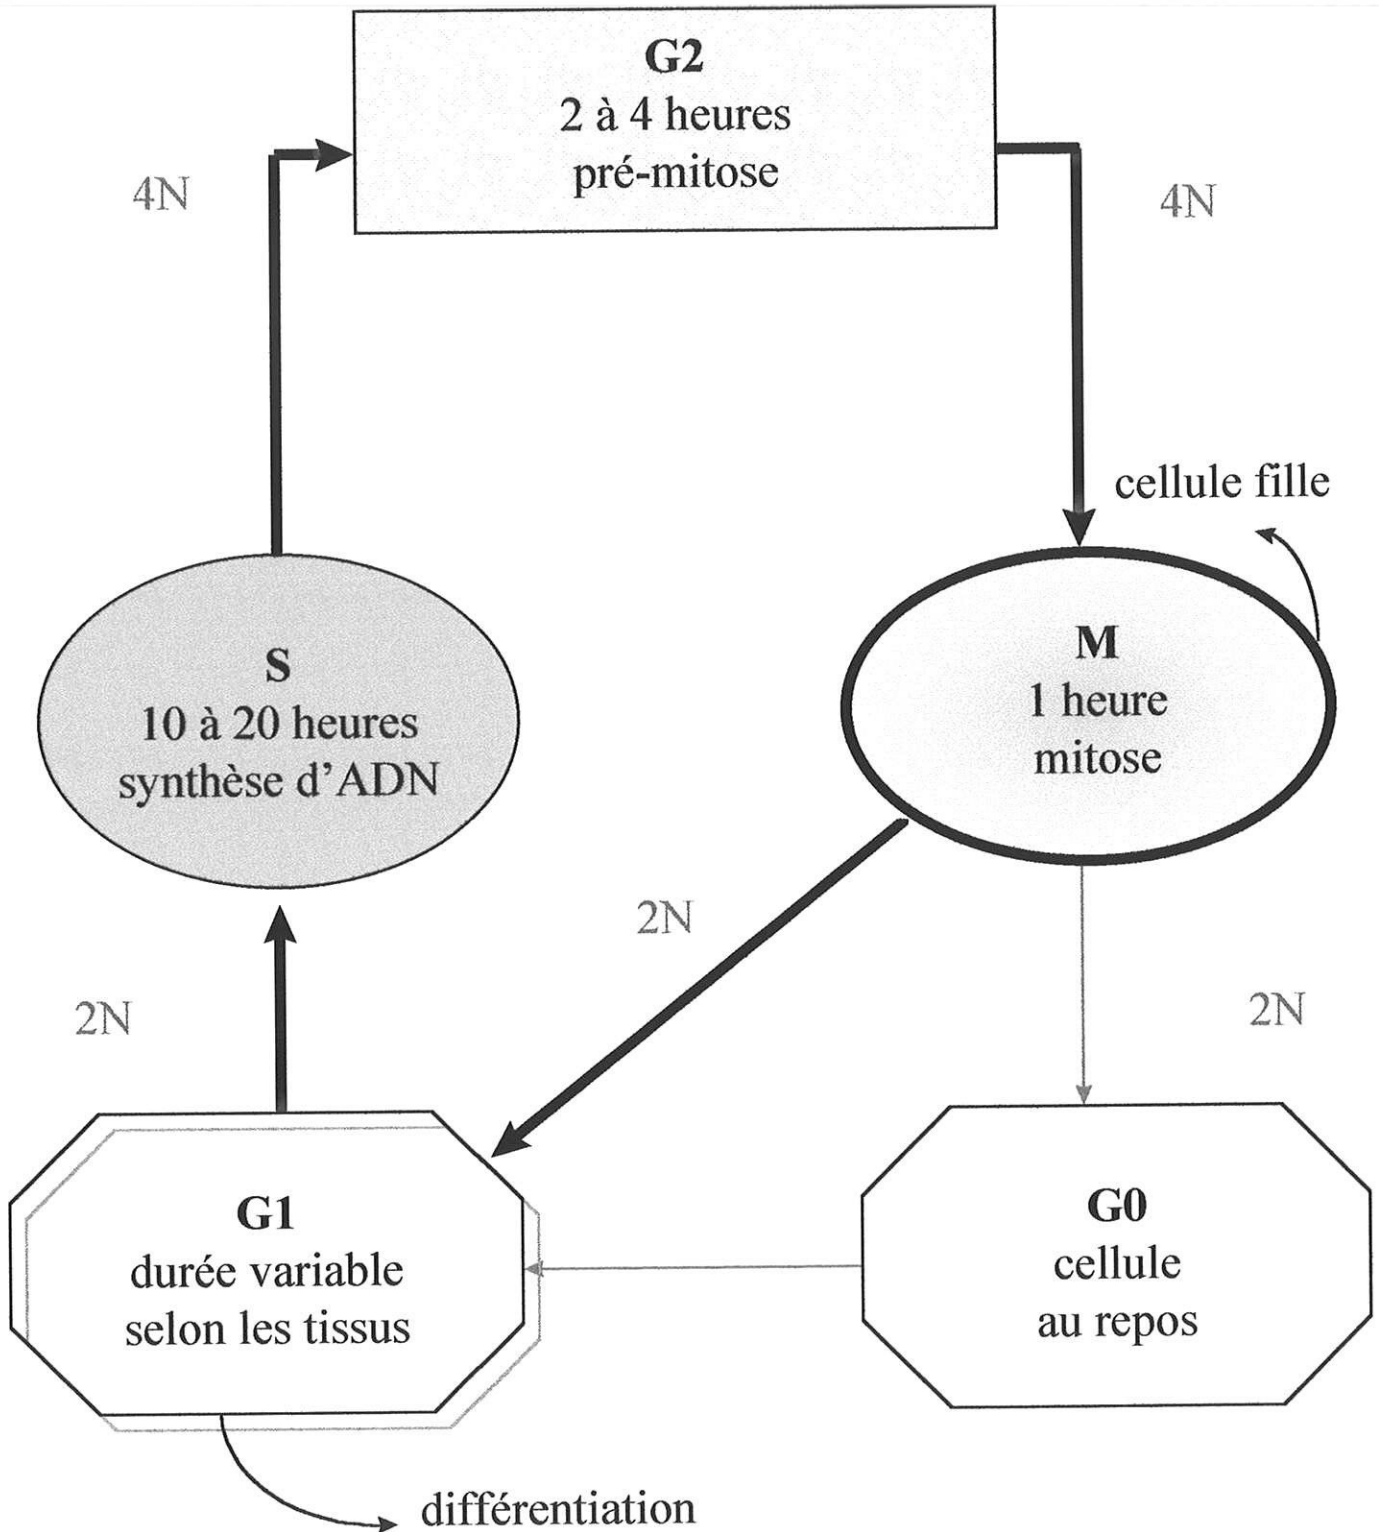 G2
2 à 4 heures
pré-mitose
4N
4N
cellule fille
S
10 à 20 heures
synthèse d'ADN
M
1 heure
mitose
2N
2N
2N
G1
durée variable
selon les tissus
G0
cellule
au repos
différentiation